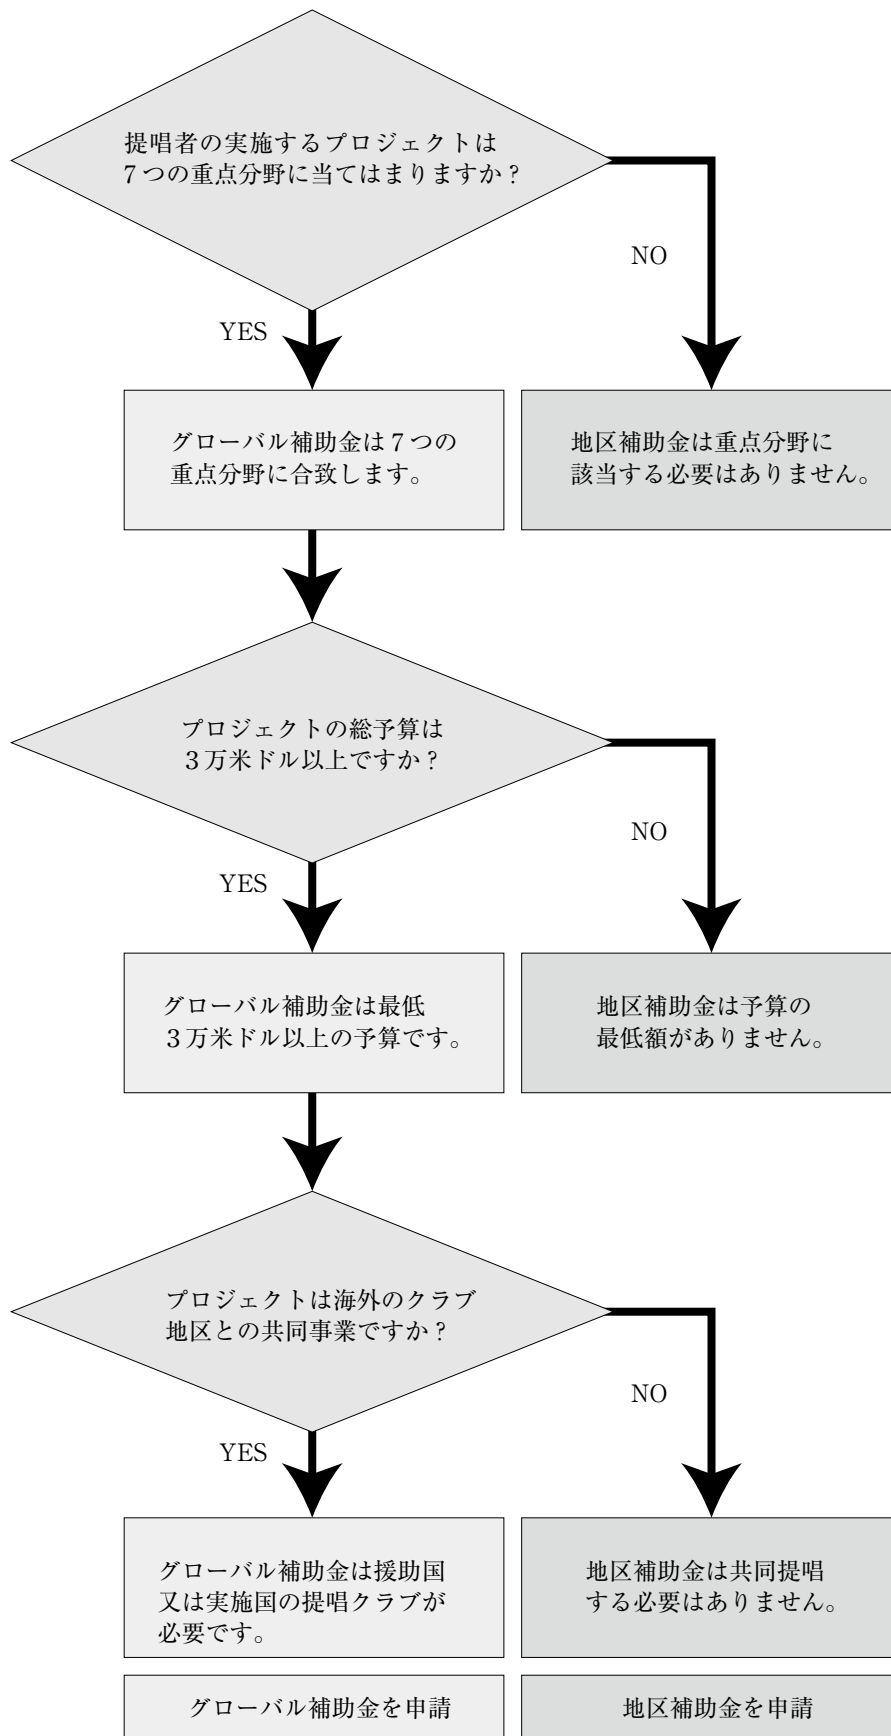 提唱者の実施するプロジェクトは
7つの重点分野に当てはまりますか?
NO
YES
グローバル補助金は7つの
重点分野に合致します。
地区補助金は重点分野に
該当する必要はありません。
プロジェクトの総予算は
3万米ドル以上ですか?
NO
YES
グローバル補助金は最低
3万米ドル以上の予算です。
地区補助金は予算の
最低額がありません。
プロジェクトは海外のクラブ
地区との共同事業ですか?
NO
YES
グローバル補助金は援助国
又は実施国の提唱クラブが
必要です。
地区補助金は共同提唱
する必要はありません。
グローバル補助金を申請
地区補助金を申請